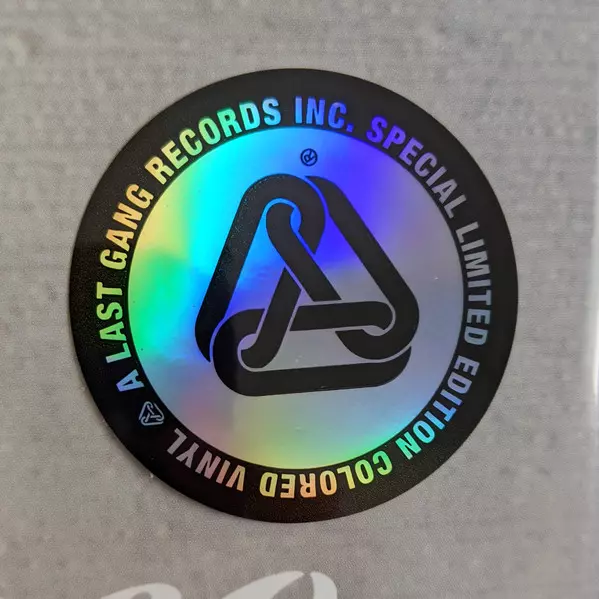 A LAST GANG RECORDS INC. SPECIAL LIMITED EDITION COLORED VINYL
®